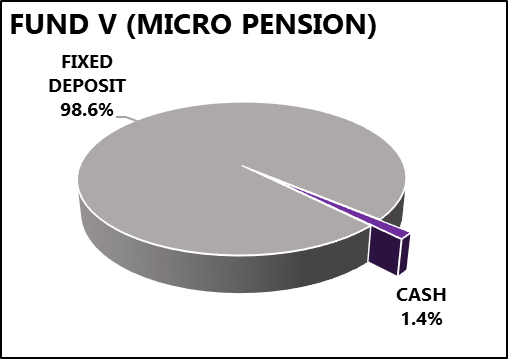 FUND V (MICRO PENSION)
FIXED
DEPOSIT
98.6%
CASH
1.4%